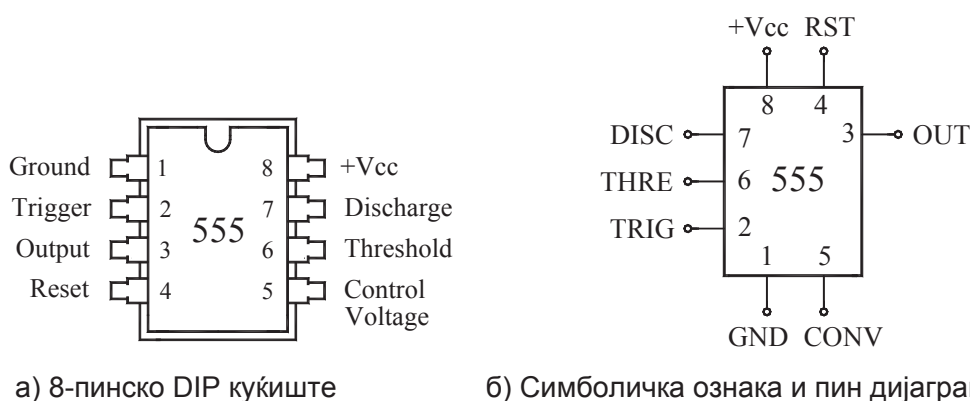 Ground 1 8 +Vcc
Trigger 2 7 Discharge
555
Output 3 6 Threshold
Reset 4 5 Control
Voltage
а) 8-пинско DIP куќиште
+Vcc RST
8 4
DISC 7 3 OUT
THRE 6 555
TRIG 2
1 5
GND CONV
б) Симболичка ознака и пин дијаграм